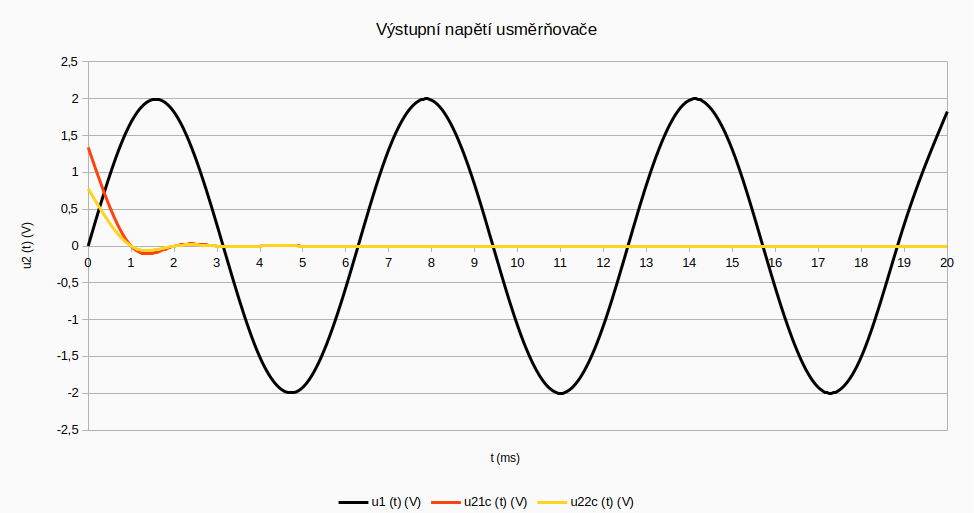 Výstupní napětí usměrňovače
2,5
2
1,5
1
0,5
0
-0,5
-1
-1,5
-2
-2,5
u2 (t) (V)
0 1 2 3 4 5 6 7 8 9 10 11 12 13 14 15 16 17 18 19 20
t (ms)
u1 (t) (V) u21c (t) (V) u22c (t) (V)